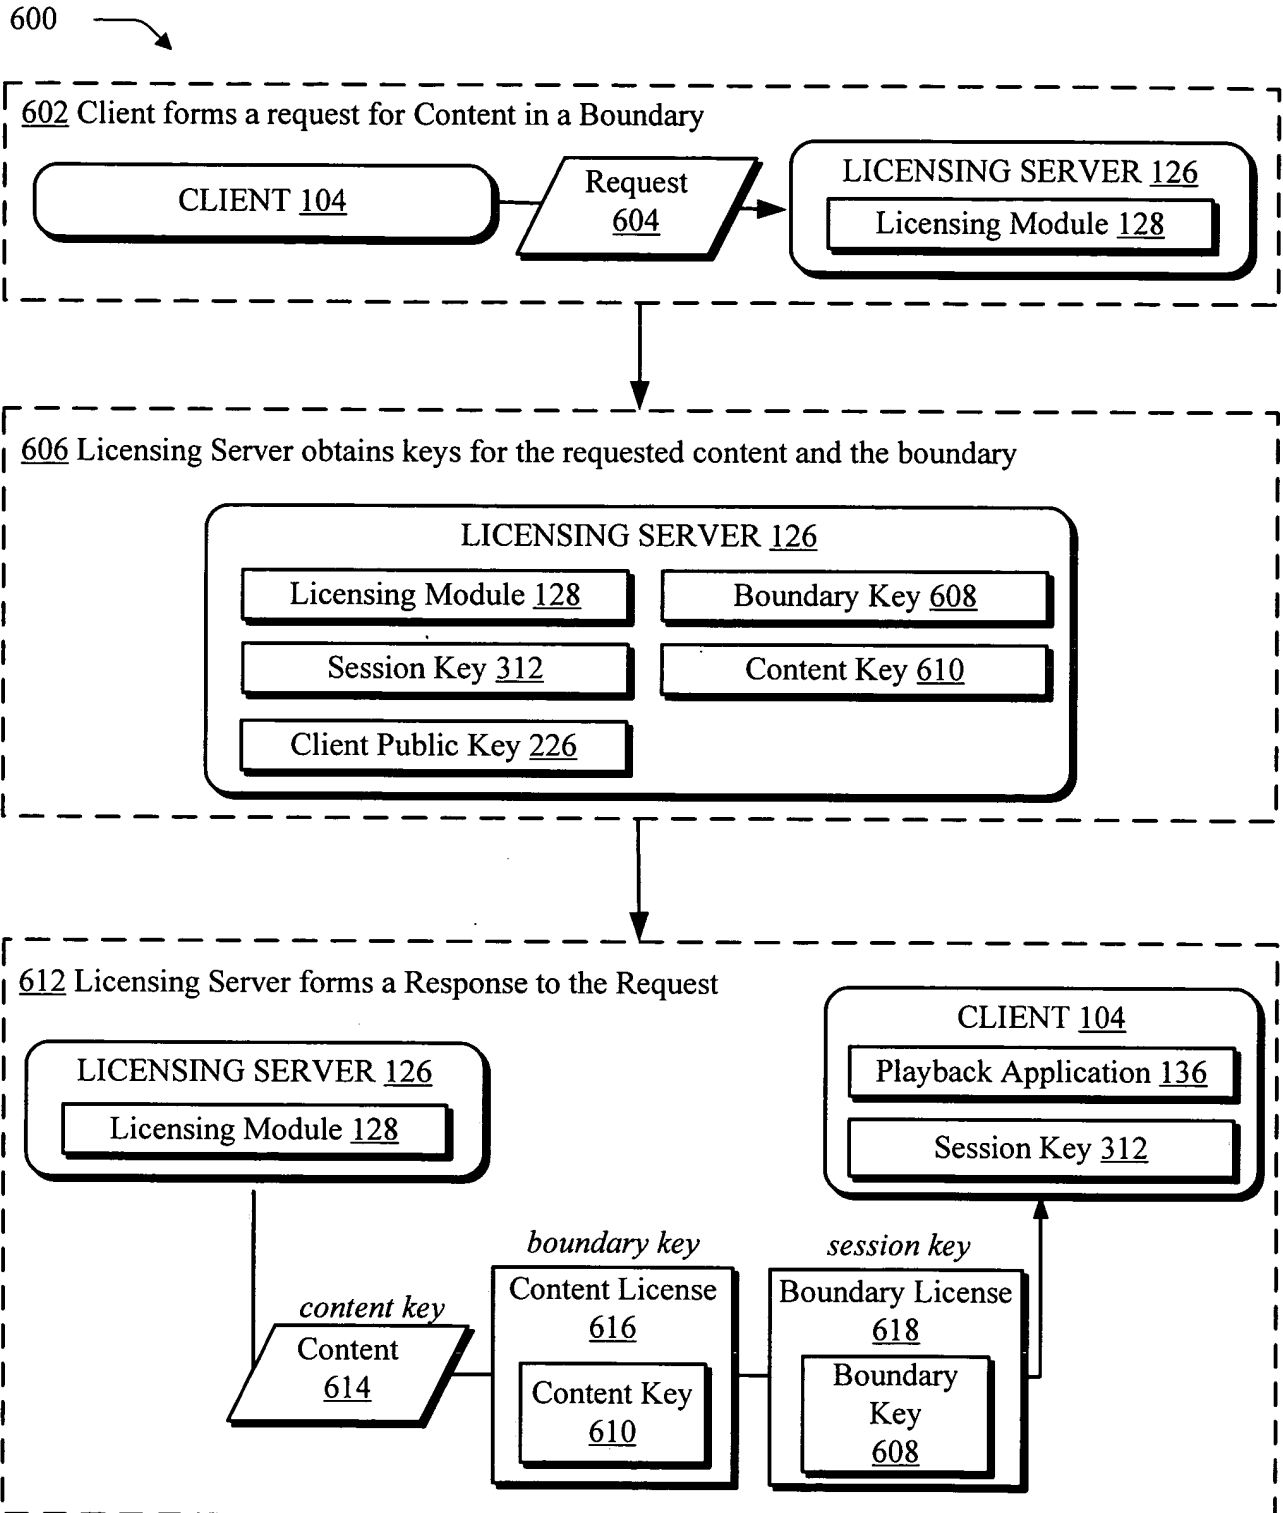 600
602 Client forms a request for Content in a Boundary
CLIENT 104
Request
604
LICENSING SERVER 126
Licensing Module 128
606 Licensing Server obtains keys for the requested content and the boundary
LICENSING SERVER 126
Licensing Module 128
Boundary Key 608
Session Key 312
Content Key 610
Client Public Key 226
612 Licensing Server forms a Response to the Request
LICENSING SERVER 126
Licensing Module 128
CLIENT 104
Playback Application 136
Session Key 312
content key
Content
614
boundary key
Content License
616
Content Key
610
session key
Boundary License
618
Boundary
Key
608